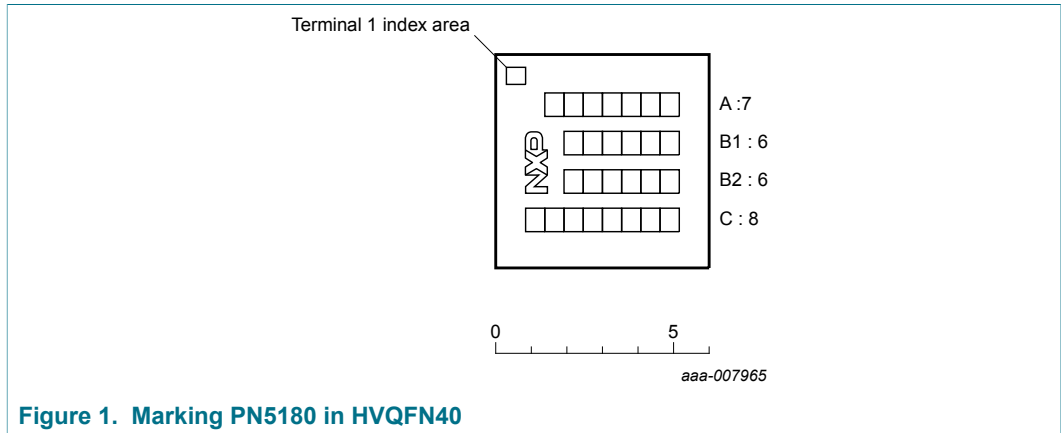 Terminal 1 index area
A :7
B1 : 6
NXP
B2 : 6
C : 8
0 5
aaa-007965
Figure 1. Marking PN5180 in HVQFN40